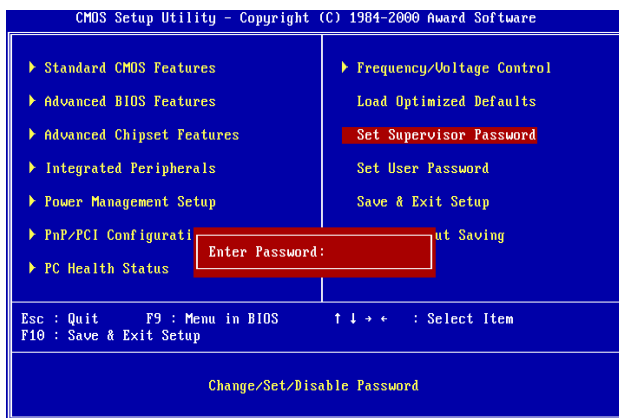 CMOS Setup Utility - Copyright (C) 1984-2000 Award Software
Standard CMOS Features
Advanced BIOS Features
Advanced Chipset Features
Integrated Peripherals
Power Management Setup
PnP/PCI Configurati
PC Health Status
Frequency/Voltage Control
Load Optimized Defaults
Set Supervisor Password
Set User Password
Save & Exit Setup
ut Saving
Enter Password:
Esc : Quit F9 : Menu in BIOS ↑ ↓ → ← : Select Item
F10 : Save & Exit Setup
Change/Set/Disable Password